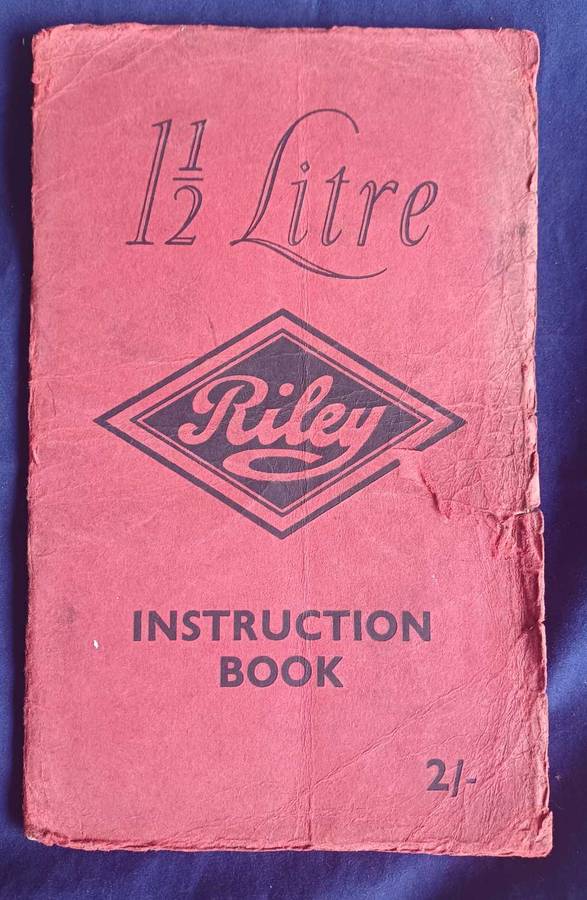 1½ Litre
Riley
INSTRUCTION
BOOK
2/-